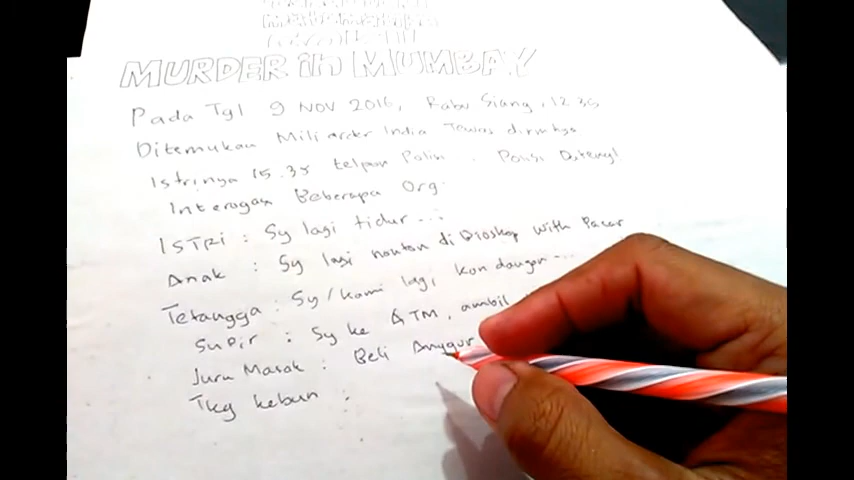 MURDER in MUMBAY
Pada Tgl 9 NOV 2016, Rabu Siang, 12.35
Ditemukan Miliarder India Tewas dirmhyo
Istrinya 15.35 telpon Polisi . Polisi Datengl
Interogasi Beberapa Org.
ISTRi : Sy lagi tidur ...
Anak : Sy lagi nonton di Bioskop with Pacar
Tetangga : Sy/kami lagi kondangan ...
Supir : Sy ke ATM, ambil
Juru Masak : Beli Anggur
Tkg kebun :